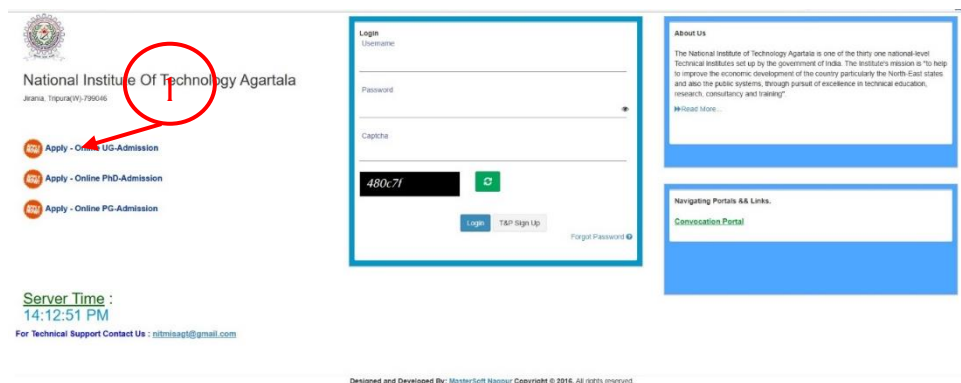 National Institute Of Technology Agartala
Jirania, Tripura(W)-799046
1
Apply - Online UG-Admission
Apply - Online PhD-Admission
Apply - Online PG-Admission
Server Time :
14:12:51 PM
For Technical Support Contact Us : nitmisagt@gmail.com
Login
Username
Password
Captcha
480c7f
Login T&P Sign Up
Forgot Password
About Us
The National Institute of Technology Agartala is one of the thirty one national-level
Technical Institutes set up by the government of India. The Institute's mission is "to help
to improve the economic development of the country particularly the North-East states
and also the public systems, through pursuit of excellence in technical education,
research, consultancy and training"
Read More...
Navigating Portals && Links.
Convocation Portal
Designed and Developed By: MasterSoft Nagpur Copyright © 2016. All rights reserved.